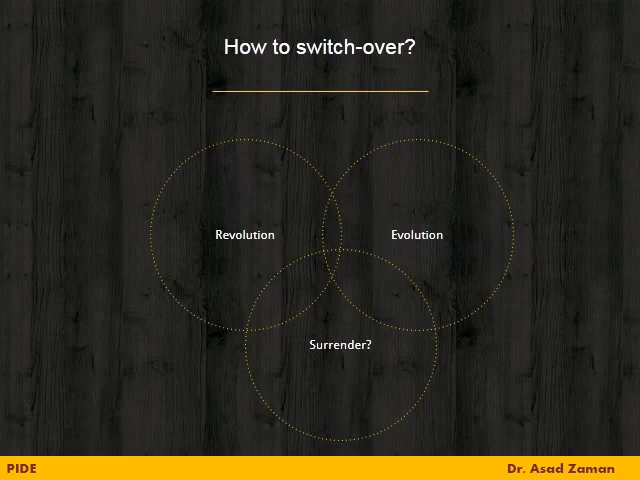 How to switch-over?
Revolution
Evolution
Surrender?
PIDE
Dr. Asad Zaman